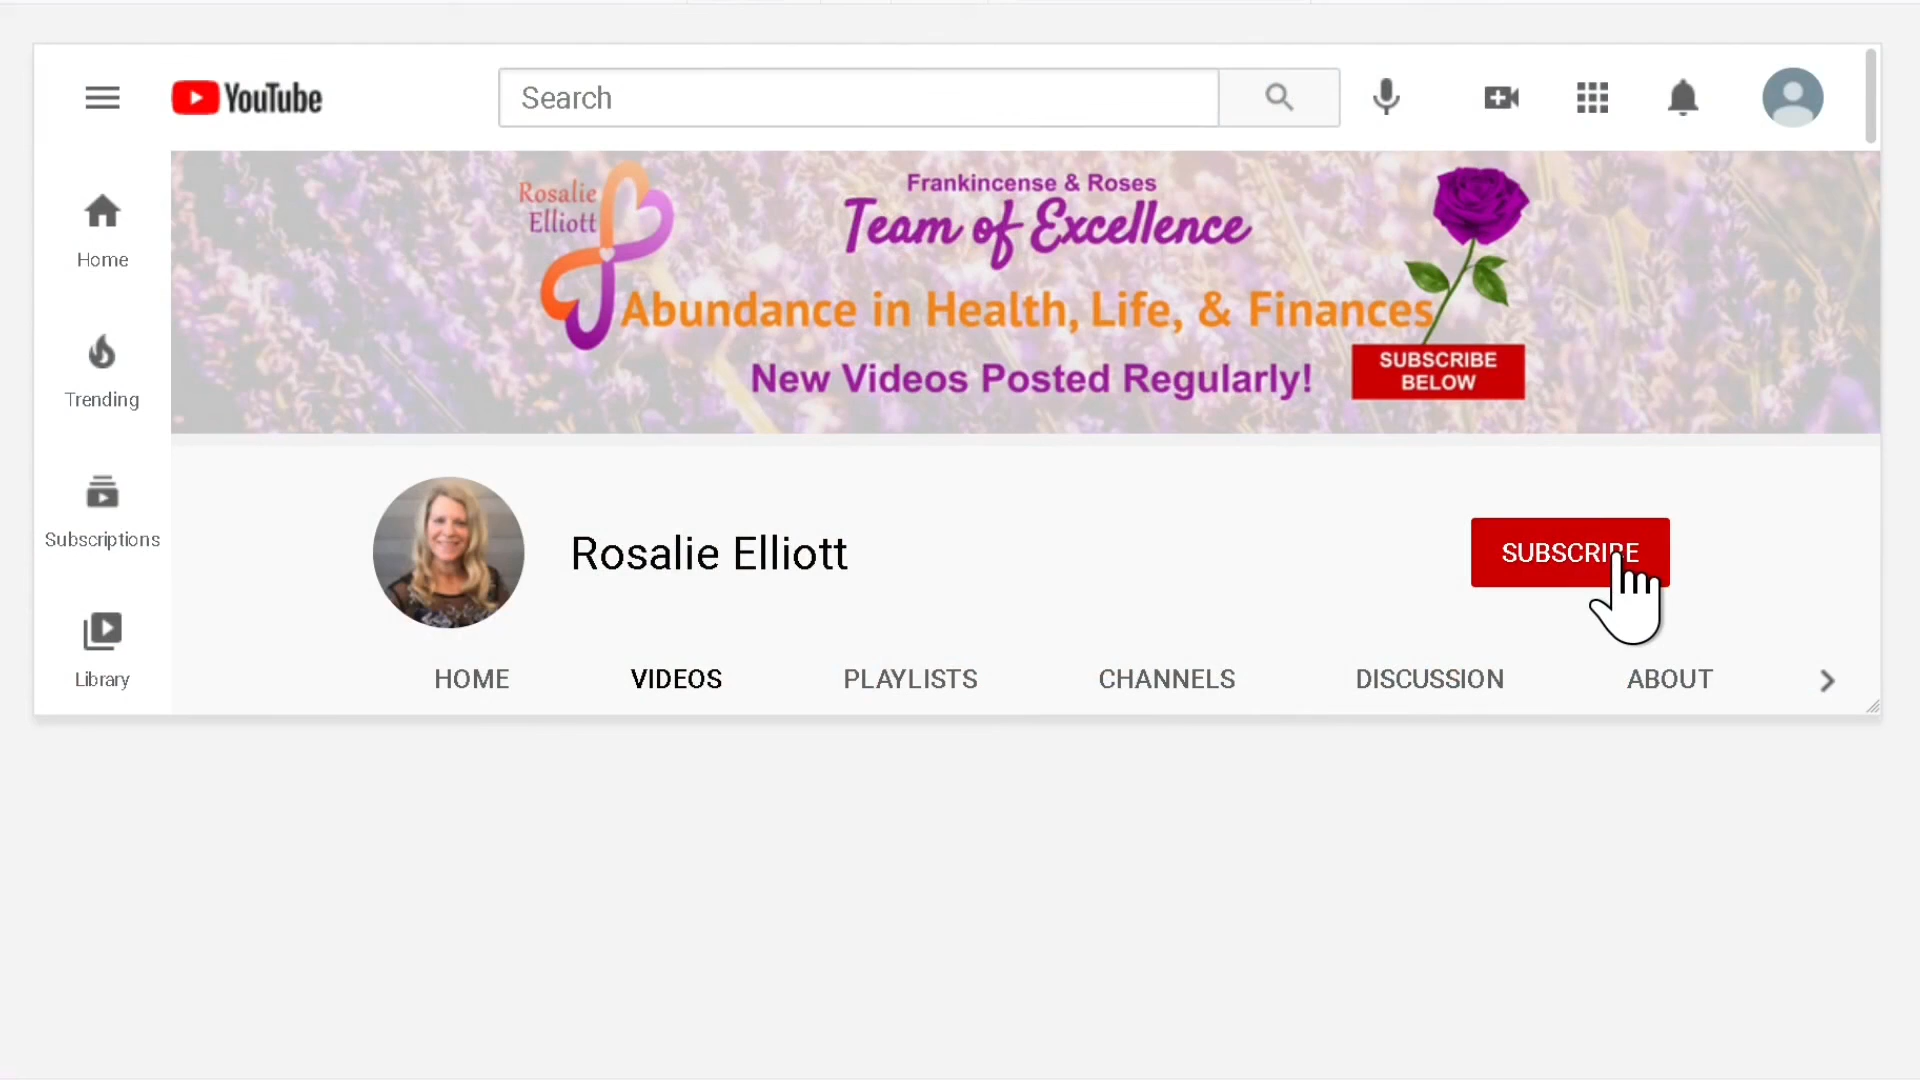 YouTube
Search
Home
Trending
Subscriptions
Library
Rosalie
Elliott
Frankincense & Roses
Team of Excellence
Abundance in Health, Life, & Finances
New Videos Posted Regularly!
SUBSCRIBE
BELOW
Rosalie Elliott
SUBSCRIBE
HOME VIDEOS PLAYLISTS CHANNELS DISCUSSION ABOUT